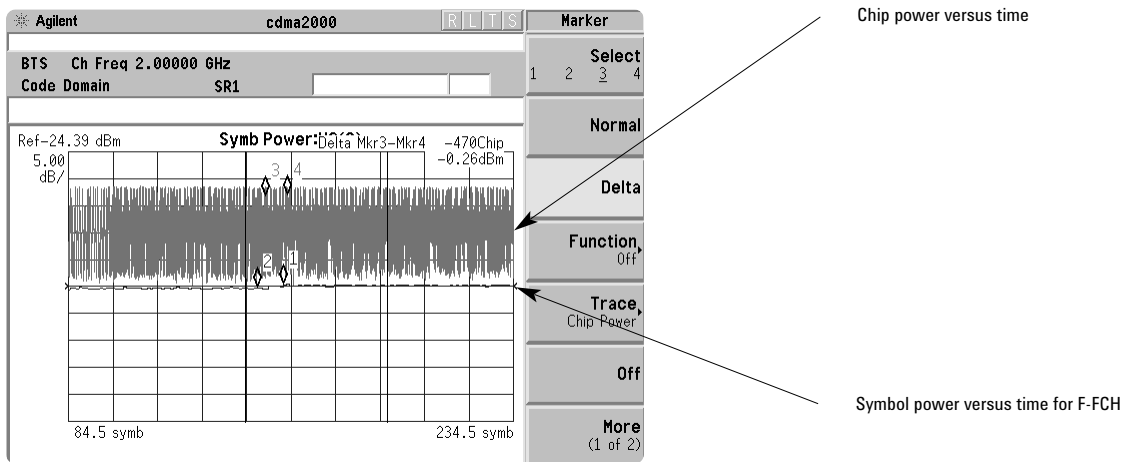 Agilent cdma2000 R L T S Marker
Chip power versus time
BTS Ch Freq 2.00000 GHz
Code Domain SR1
Select
1 2 3 4
Normal
Delta
Function
Off
Trace
Chip Power
Off
More
(1 of 2)
Ref-24.39 dBm Symb Power: Delta Mkr3-Mkr4 -470Chip
5.00 -0.26dBm
dB/
3 4
2 1
84.5 symb 234.5 symb
Symbol power versus time for F-FCH